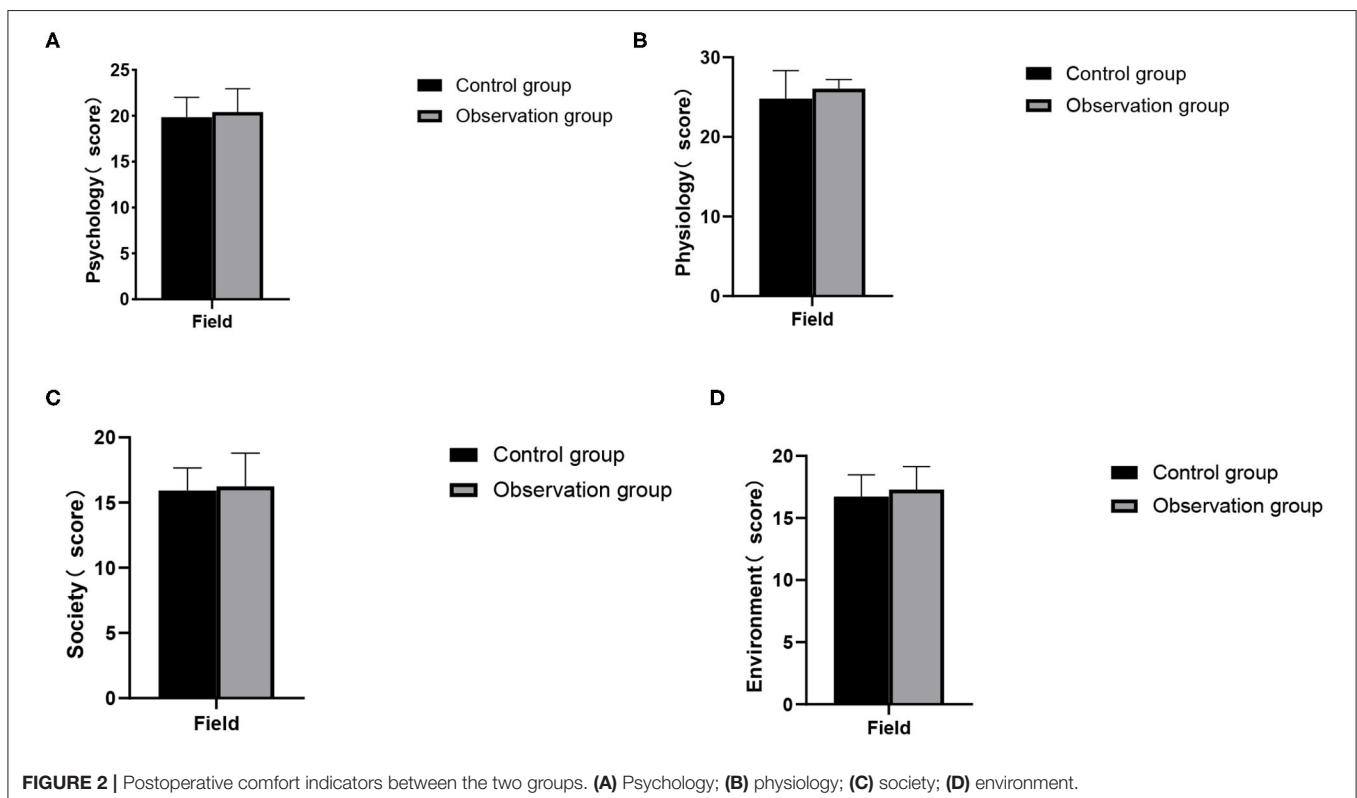 A
25
20
15
10
5
0
Psychology( score)
Field
Control group
Observation group
B
30
20
10
0
Physiology( score)
Field
Control group
Observation group
C
20
15
10
5
0
Society( score)
Field
Control group
Observation group
D
20
15
10
5
0
Environment( score)
Field
Control group
Observation group
FIGURE 2 | Postoperative comfort indicators between the two groups. (A) Psychology; (B) physiology; (C) society; (D) environment.